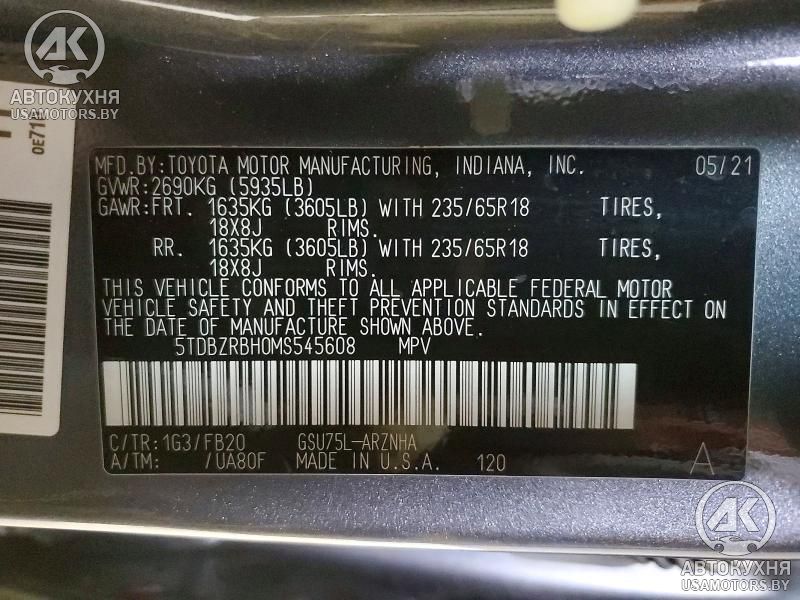 АК
АВТОКУХНЯ
USAMOTORS.BY
0E71
MFD.BY:TOYOTA MOTOR MANUFACTURING, INDIANA, INC. 05/21
GVWR:2690KG (5935LB)
GAWR:FRT. 1635KG (3605LB) WITH 235/65R18 TIRES,
18X8J RIMS.
RR. 1635KG (3605LB) WITH 235/65R18 TIRES,
18X8J RIMS.
THIS VEHICLE CONFORMS TO ALL APPLICABLE FEDERAL MOTOR
VEHICLE SAFETY AND THEFT PREVENTION STANDARDS IN EFFECT ON
THE DATE OF MANUFACTURE SHOWN ABOVE.
5TDBZRBH0MS545608 MPV
C/TR:1G3/FB20 GSU75L-ARZNHA
A/TM: /UA80F MADE IN U.S.A. 120 A
АК
АВТОКУХНЯ
USAMOTORS.BY